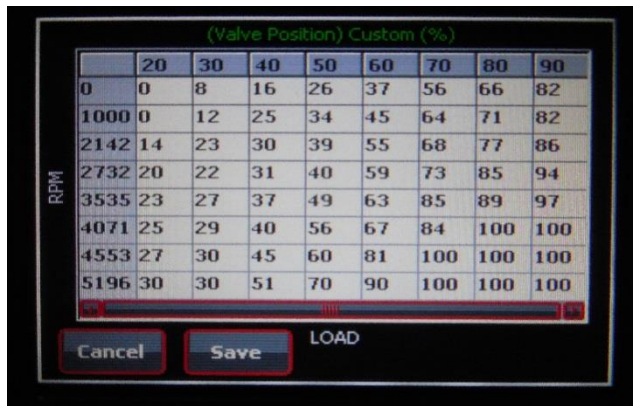 (Valve Position) Custom (%)
20 30 40 50 60 70 80 90
0 0 8 16 26 37 56 66 82
1000 0 12 25 34 45 64 71 82
2142 14 23 30 39 55 68 77 86
2732 20 22 31 40 59 73 85 94
3535 23 27 37 49 63 85 89 97
4071 25 29 40 56 67 84 100 100
4553 27 30 45 60 81 100 100 100
5196 30 30 51 70 90 100 100 100
RPM
LOAD
Cancel Save